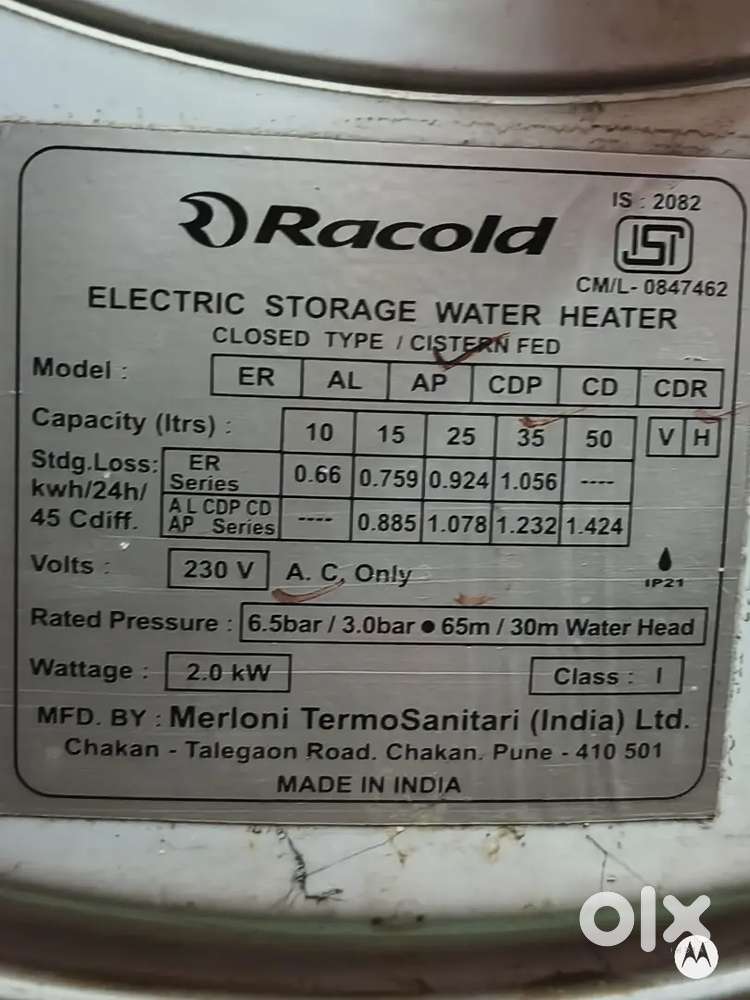 Racold
IS : 2082
ISI
CM/L- 0847462
ELECTRIC STORAGE WATER HEATER
CLOSED TYPE / CISTERN FED
Model : ER AL AP CDP CD CDR
Capacity (ltrs) : 10 15 25 35 50 V H
Stdg.Loss: ER Series 0.66 0.759 0.924 1.056 ----
kwh/24h/
45 Cdiff. A L CDP CD AP Series ---- 0.885 1.078 1.232 1.424
Volts : 230 V A. C. Only
IP21
Rated Pressure : 6.5bar / 3.0bar ● 65m / 30m Water Head
Wattage : 2.0 kW Class : I
MFD. BY : Merloni TermoSanitari (India) Ltd.
Chakan - Talegaon Road. Chakan. Pune - 410 501
MADE IN INDIA
olx